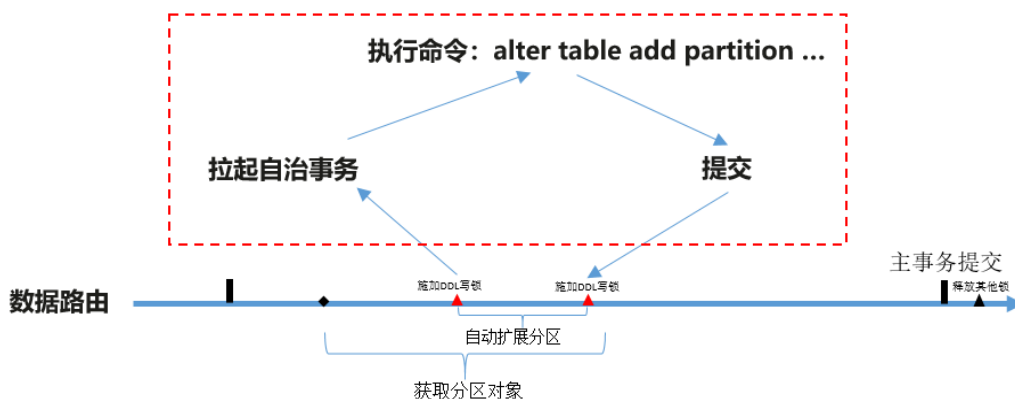 执行命令：alter table add partition ...
拉起自治事务
提交
主事务提交
施加DDL写锁
施加DDL写锁
释放其他锁
数据路由
自动扩展分区
获取分区对象